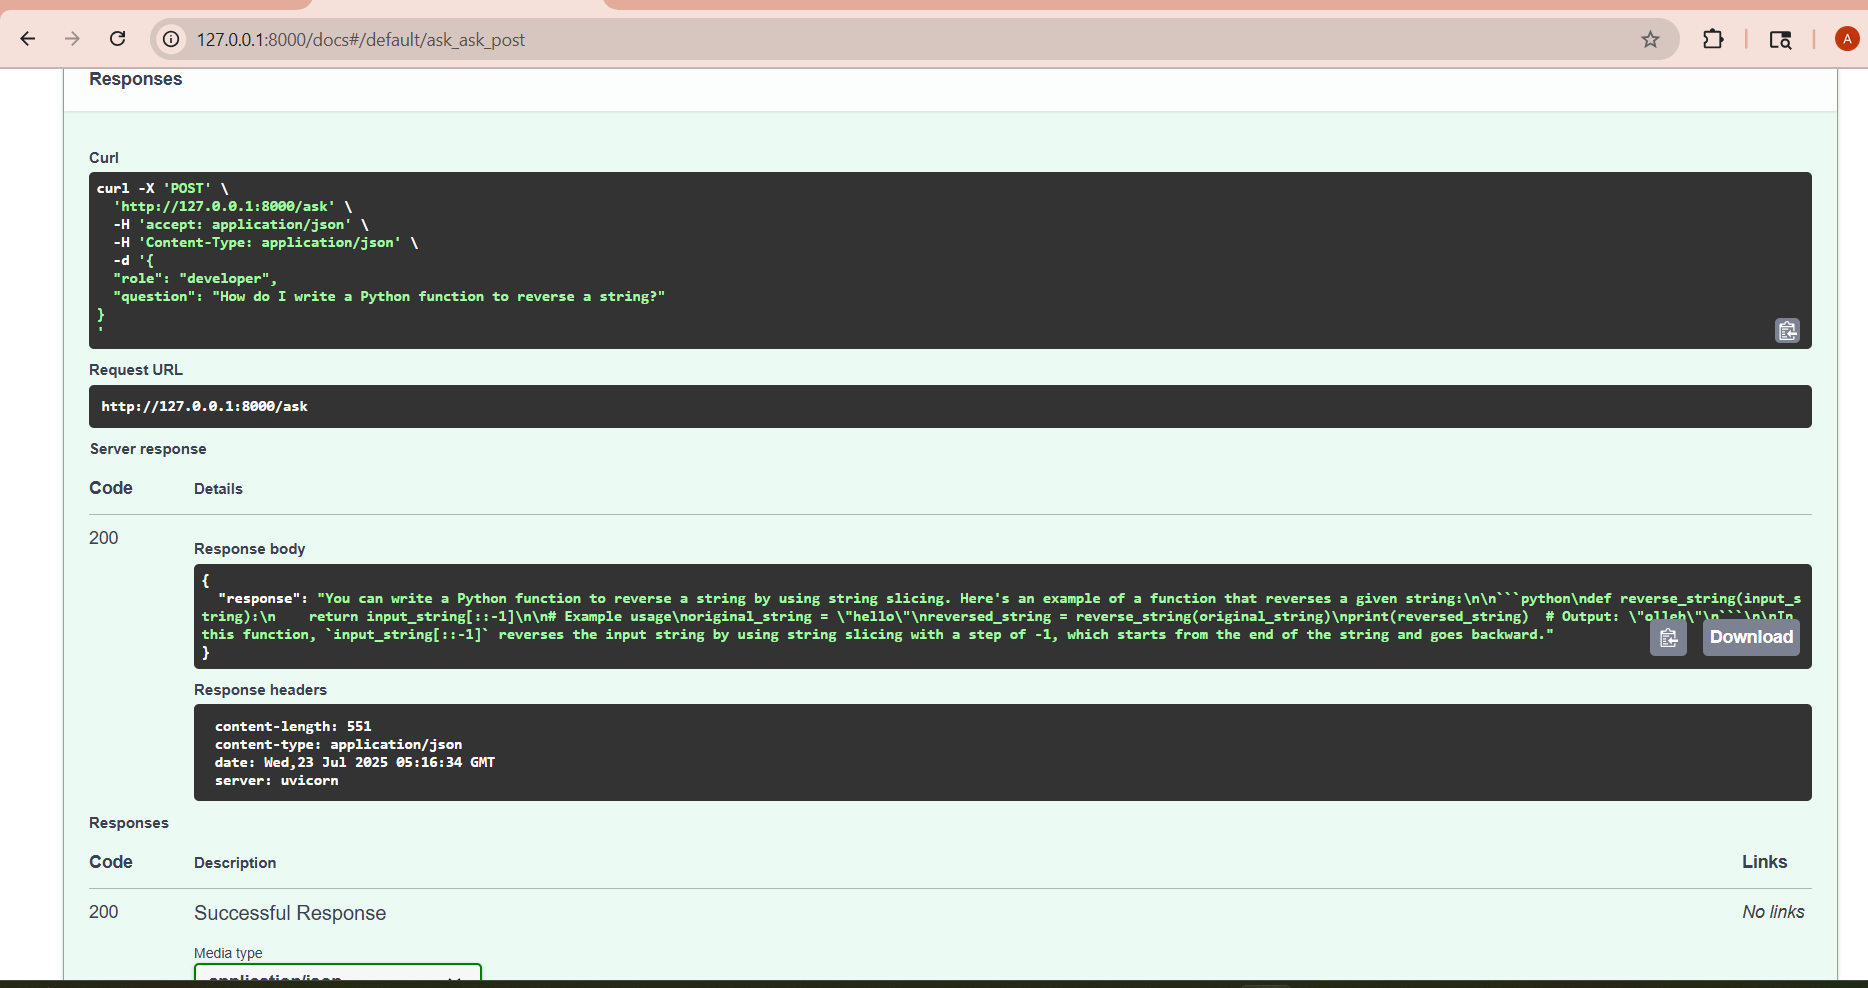 127.0.0.1:8000/docs#/default/ask_ask_post
A
Responses
Curl
curl -X 'POST' \
  'http://127.0.0.1:8000/ask' \
  -H 'accept: application/json' \
  -H 'Content-Type: application/json' \
  -d '{
  "role": "developer",
  "question": "How do I write a Python function to reverse a string?"
}
'
Request URL
http://127.0.0.1:8000/ask
Server response
Code Details
200
Response body
{
  "response": "You can write a Python function to reverse a string by using string slicing. Here's an example of a function that reverses a given string:\n\n```python\ndef reverse_string(input_s
tring):\n    return input_string[::-1]\n\n# Example usage\noriginal_string = \"hello\"\nreversed_string = reverse_string(original_string)\nprint(reversed_string)  # Output: \"olleh\"\n```\n\nIn
this function, `input_string[::-1]` reverses the input string by using string slicing with a step of -1, which starts from the end of the string and goes backward."
}
Download
Response headers
content-length: 551
content-type: application/json
date: Wed,23 Jul 2025 05:16:34 GMT
server: uvicorn
Responses
Code Description Links
200 Successful Response No links
Media type
application/json